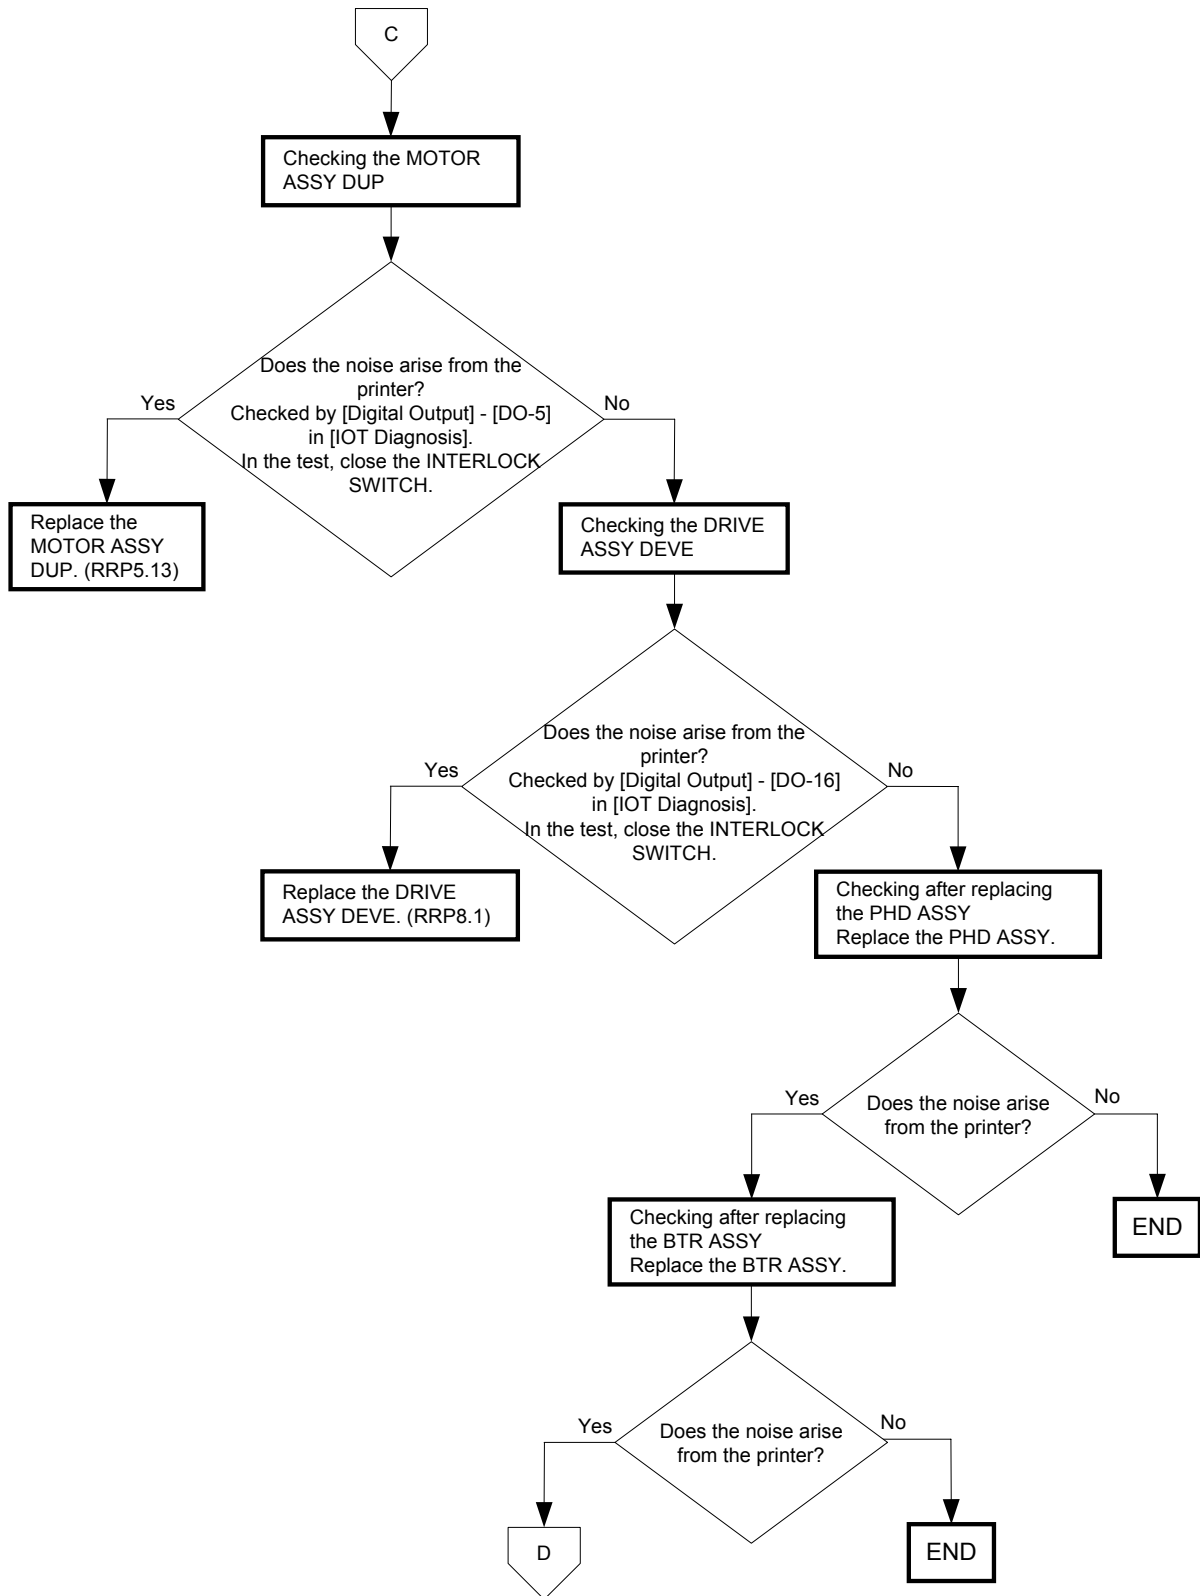 C
Checking the MOTOR
ASSY DUP
Does the noise arise from the
printer?
Checked by [Digital Output] - [DO-5]
in [IOT Diagnosis].
In the test, close the INTERLOCK
SWITCH.
Yes
No
Replace the
MOTOR ASSY
DUP. (RRP5.13)
Checking the DRIVE
ASSY DEVE
Does the noise arise from the
printer?
Checked by [Digital Output] - [DO-16]
in [IOT Diagnosis].
In the test, close the INTERLOCK
SWITCH.
Yes
No
Replace the DRIVE
ASSY DEVE. (RRP8.1)
Checking after replacing
the PHD ASSY
Replace the PHD ASSY.
Does the noise arise
from the printer?
Yes
No
Checking after replacing
the BTR ASSY
Replace the BTR ASSY.
END
Does the noise arise
from the printer?
Yes
No
D
END